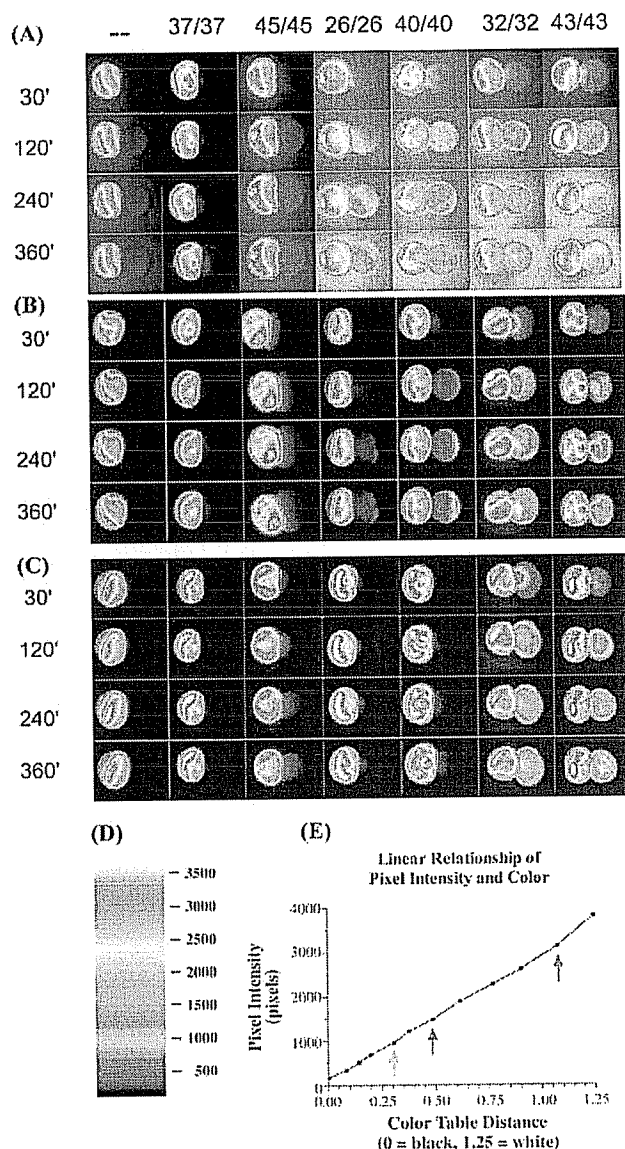 (A) -- 37/37 45/45 26/26 40/40 32/32 43/43
30'
120'
240'
360'
(B)
30'
120'
240'
360'
(C)
30'
120'
240'
360'
(D)
3500
3000
2500
2000
1500
1000
500
(E)
Linear Relationship of
Pixel Intensity and Color
Pixel Intensity
(pixels)
4000
3000
2000
1000
0
0.00 0.25 0.50 0.75 1.00 1.25
Color Table Distance
(0 = black, 1.25 = white)